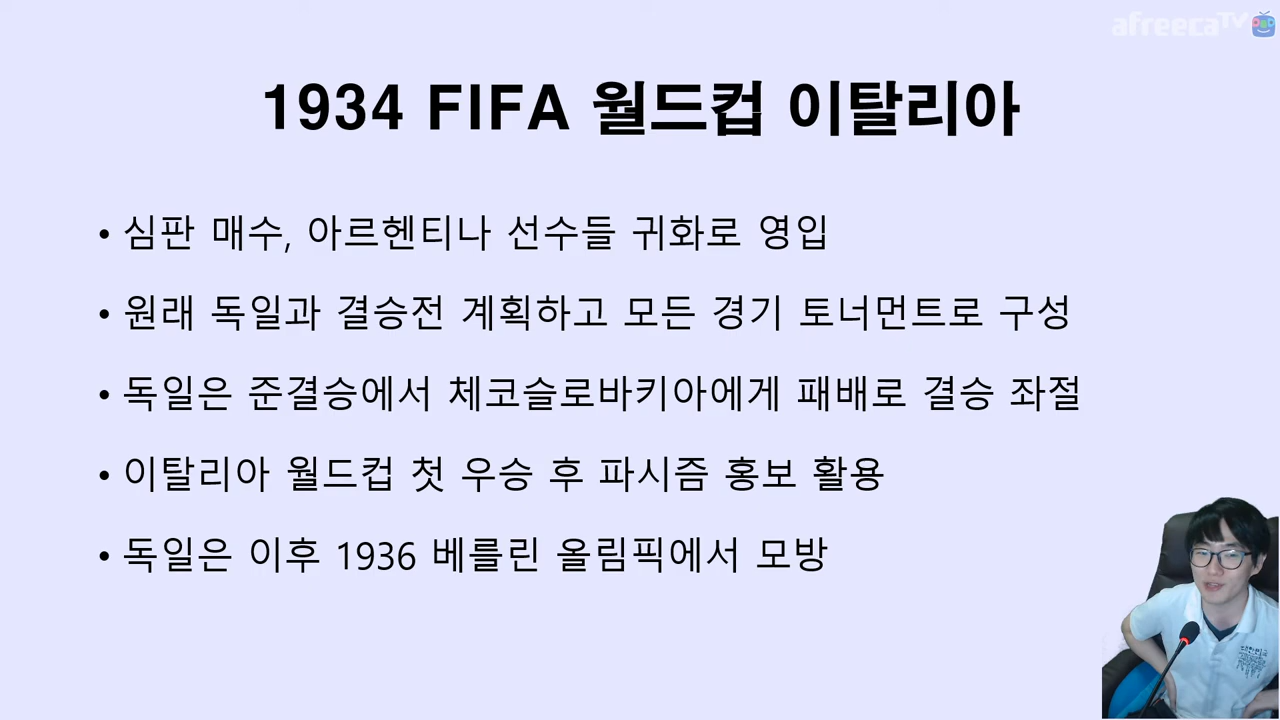 afreecaTV
1934 FIFA 월드컵 이탈리아
• 심판 매수, 아르헨티나 선수들 귀화로 영입
• 원래 독일과 결승전 계획하고 모든 경기 토너먼트로 구성
• 독일은 준결승에서 체코슬로바키아에게 패배로 결승 좌절
• 이탈리아 월드컵 첫 우승 후 파시즘 홍보 활용
• 독일은 이후 1936 베를린 올림픽에서 모방